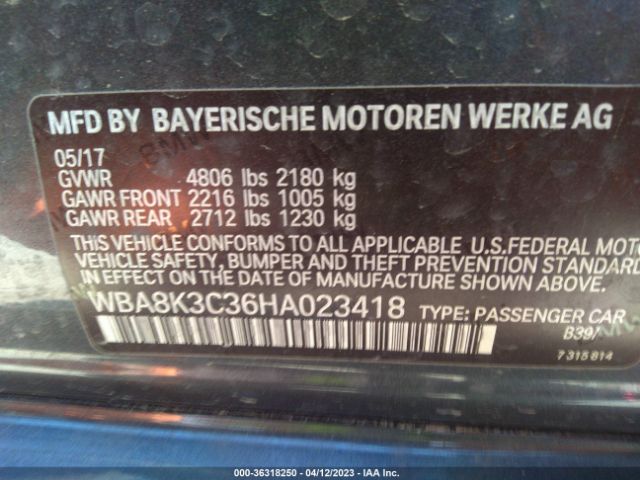 MFD BY BAYERISCHE MOTOREN WERKE AG
05/17
GVWR 4806 lbs 2180 kg
GAWR FRONT 2216 lbs 1005 kg
GAWR REAR 2712 lbs 1230 kg
THIS VEHICLE CONFORMS TO ALL APPLICABLE U.S.FEDERAL MOT
VEHICLE SAFETY, BUMPER AND THEFT PREVENTION STANDARD
IN EFFECT ON THE DATE OF MANUFACTURE SHOWN ABOVE.
WBA8K3C36HA023418 TYPE: PASSENGER CAR
B39/
7 315 814
000-36318250 - 04/12/2023 - IAA Inc.